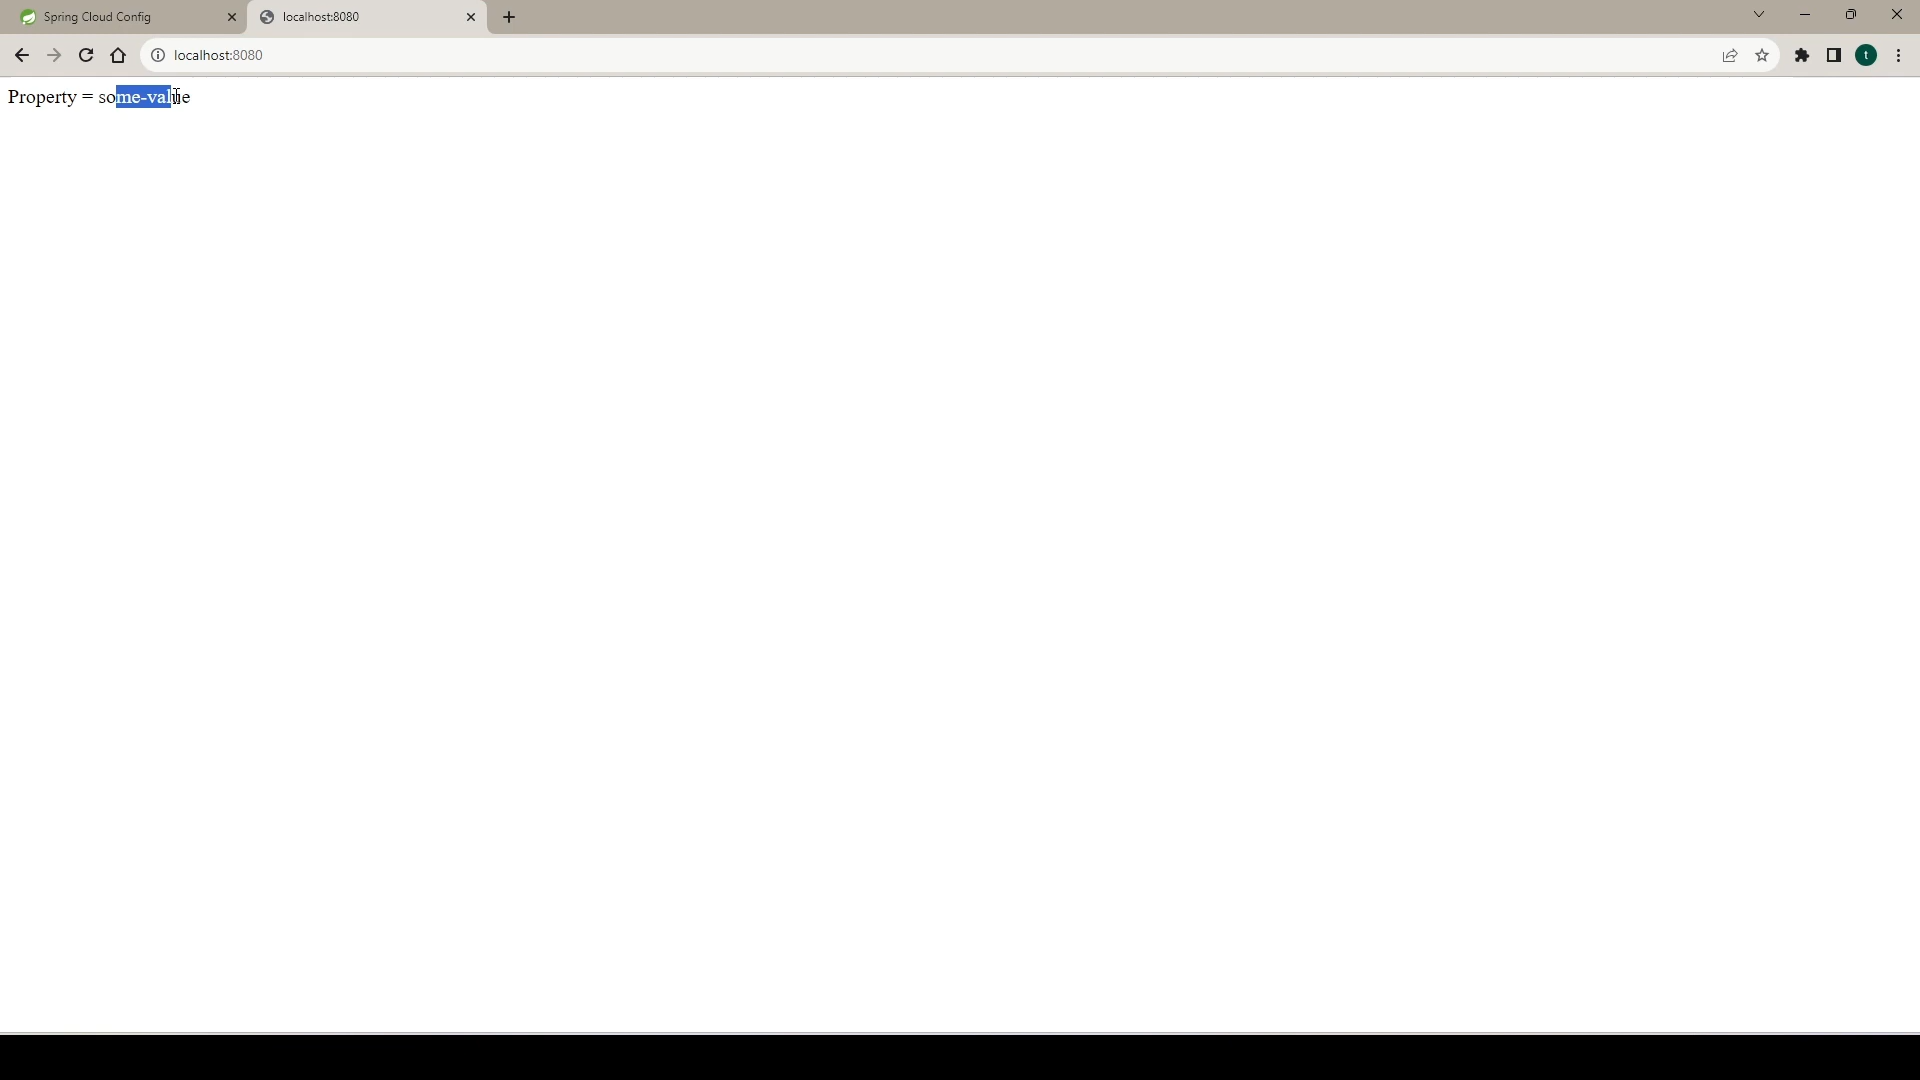 Spring Cloud Config
localhost:8080
localhost:8080
t
Property = some-value